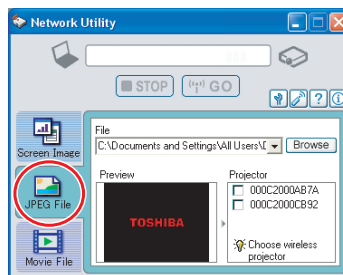 Network Utility
STOP
GO
Screen Image
JPEG File
Movie File
File
C:\Documents and Settings\All Users\
Browse
Preview
TOSHIBA
Projector
000C2000AB7A
000C2000CB92
Choose wireless
projector